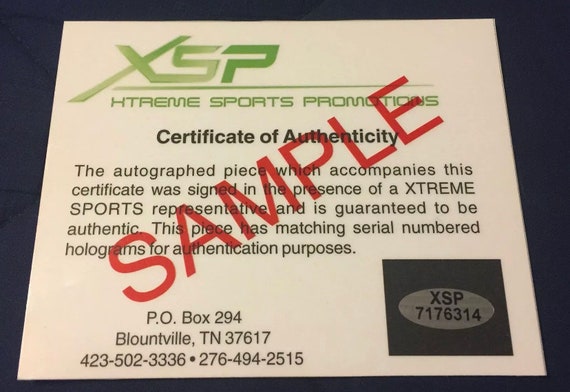 XSP
XTREME SPORTS PROMOTIONS
Certificate of Authenticity
The autographed piece which accompanies this
certificate was signed in the presence of a XTREME
SPORTS representative and is guaranteed to be
authentic. This piece has matching serial numbered
holograms for authentication purposes.
SAMPLE
P.O. Box 294
Blountville, TN 37617
423-502-3336 • 276-494-2515
XSP
7176314